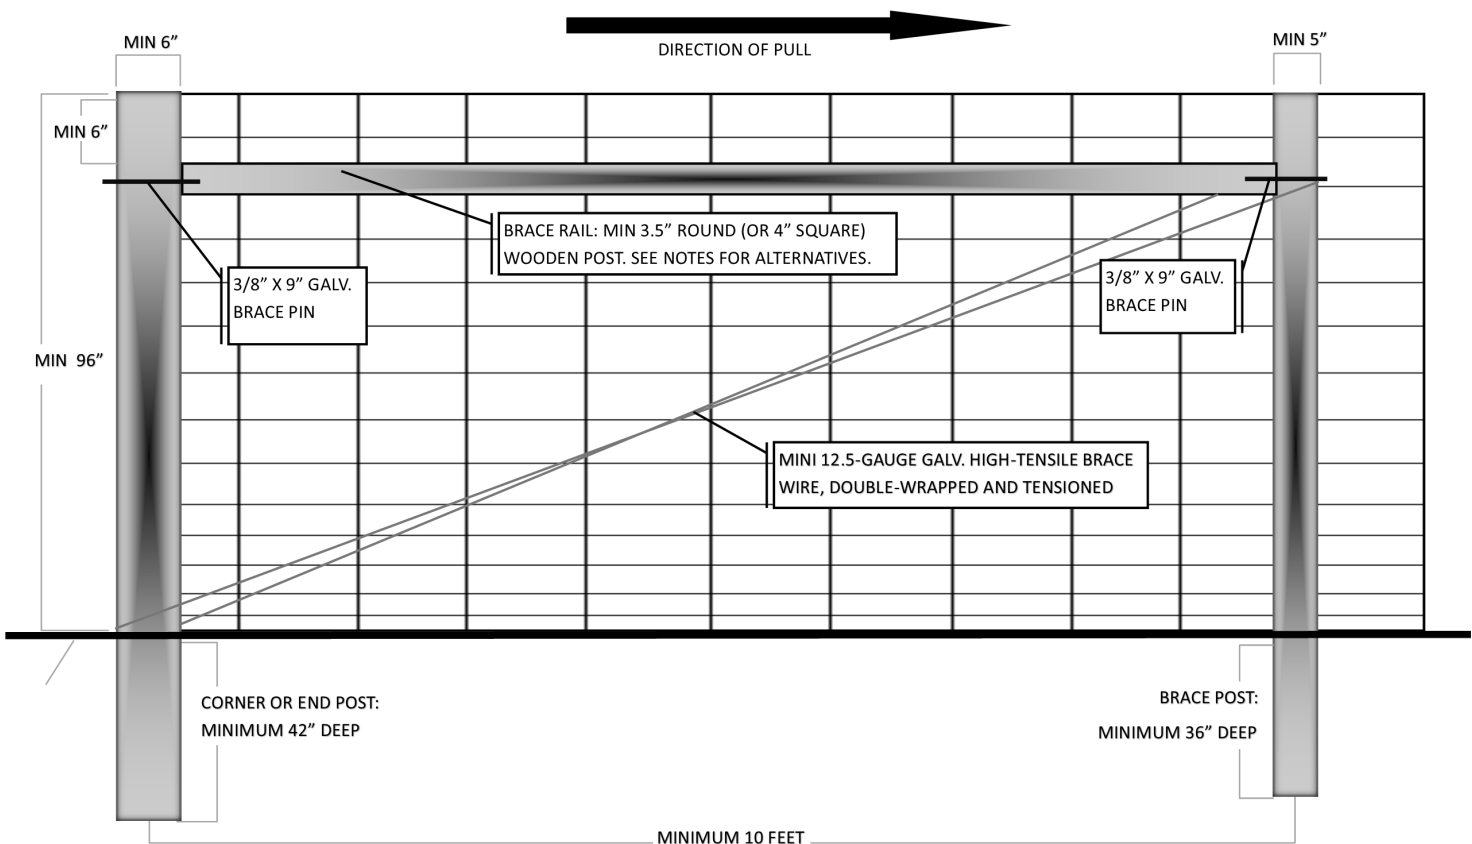 MIN 6”
DIRECTION OF PULL
MIN 5”
MIN 6”
BRACE RAIL: MIN 3.5” ROUND (OR 4” SQUARE)
WOODEN POST. SEE NOTES FOR ALTERNATIVES.
3/8” X 9” GALV.
BRACE PIN
3/8” X 9” GALV.
BRACE PIN
MIN  96”
MINI 12.5-GAUGE GALV. HIGH-TENSILE BRACE
WIRE, DOUBLE-WRAPPED AND TENSIONED
CORNER OR END POST:
MINIMUM 42” DEEP
BRACE POST:
MINIMUM 36” DEEP
MINIMUM 10 FEET